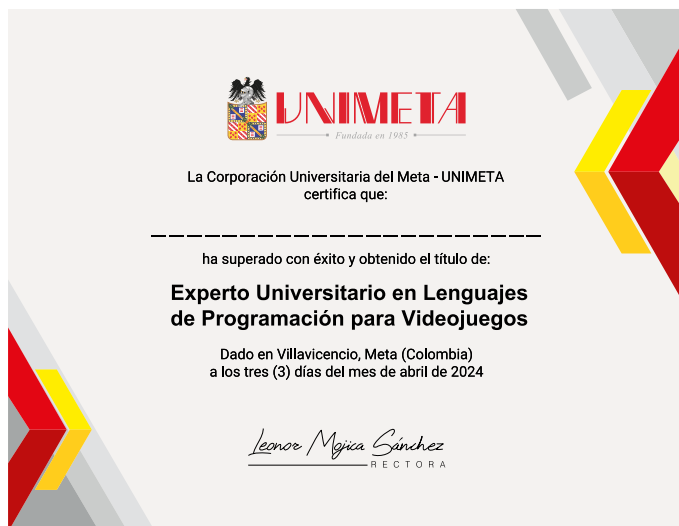 UNIMETA
Fundada en 1985
La Corporación Universitaria del Meta - UNIMETA
certifica que:
ha superado con éxito y obtenido el título de:
Experto Universitario en Lenguajes
de Programación para Videojuegos
Dado en Villavicencio, Meta (Colombia)
a los tres (3) días del mes de abril de 2024
Leonor Mojica Sánchez
RECTORA